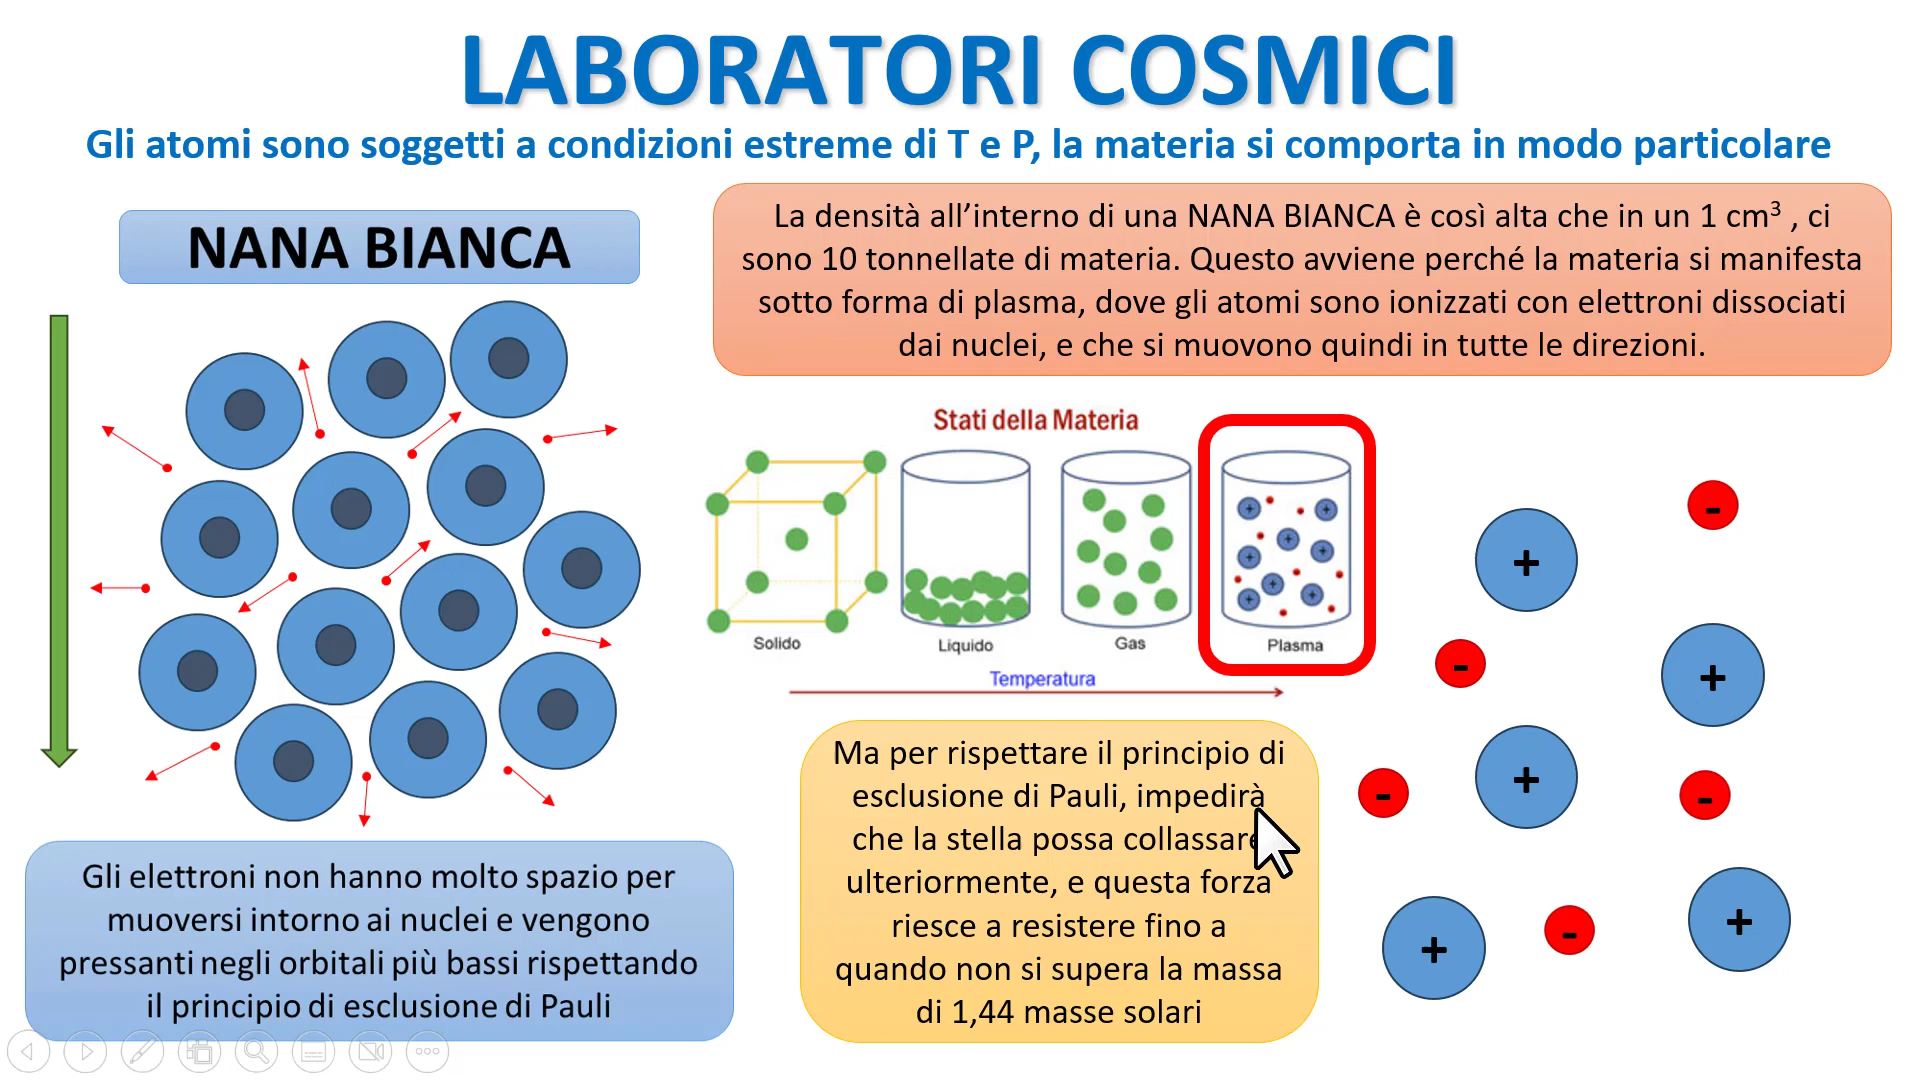 LABORATORI COSMICI
Gli atomi sono soggetti a condizioni estreme di T e P, la materia si comporta in modo particolare
NANA BIANCA
La densità all’interno di una NANA BIANCA è così alta che in un 1 cm³ , ci
sono 10 tonnellate di materia. Questo avviene perché la materia si manifesta
sotto forma di plasma, dove gli atomi sono ionizzati con elettroni dissociati
dai nuclei, e che si muovono quindi in tutte le direzioni.
Stati della Materia
Solido
Liquido
Gas
Plasma
Temperatura
Ma per rispettare il principio di
esclusione di Pauli, impedirà
che la stella possa collassare
ulteriormente, e questa forza
riesce a resistere fino a
quando non si supera la massa
di 1,44 masse solari
Gli elettroni non hanno molto spazio per
muoversi intorno ai nuclei e vengono
pressanti negli orbitali più bassi rispettando
il principio di esclusione di Pauli
-
+
-
+
+
-
-
+
-
+